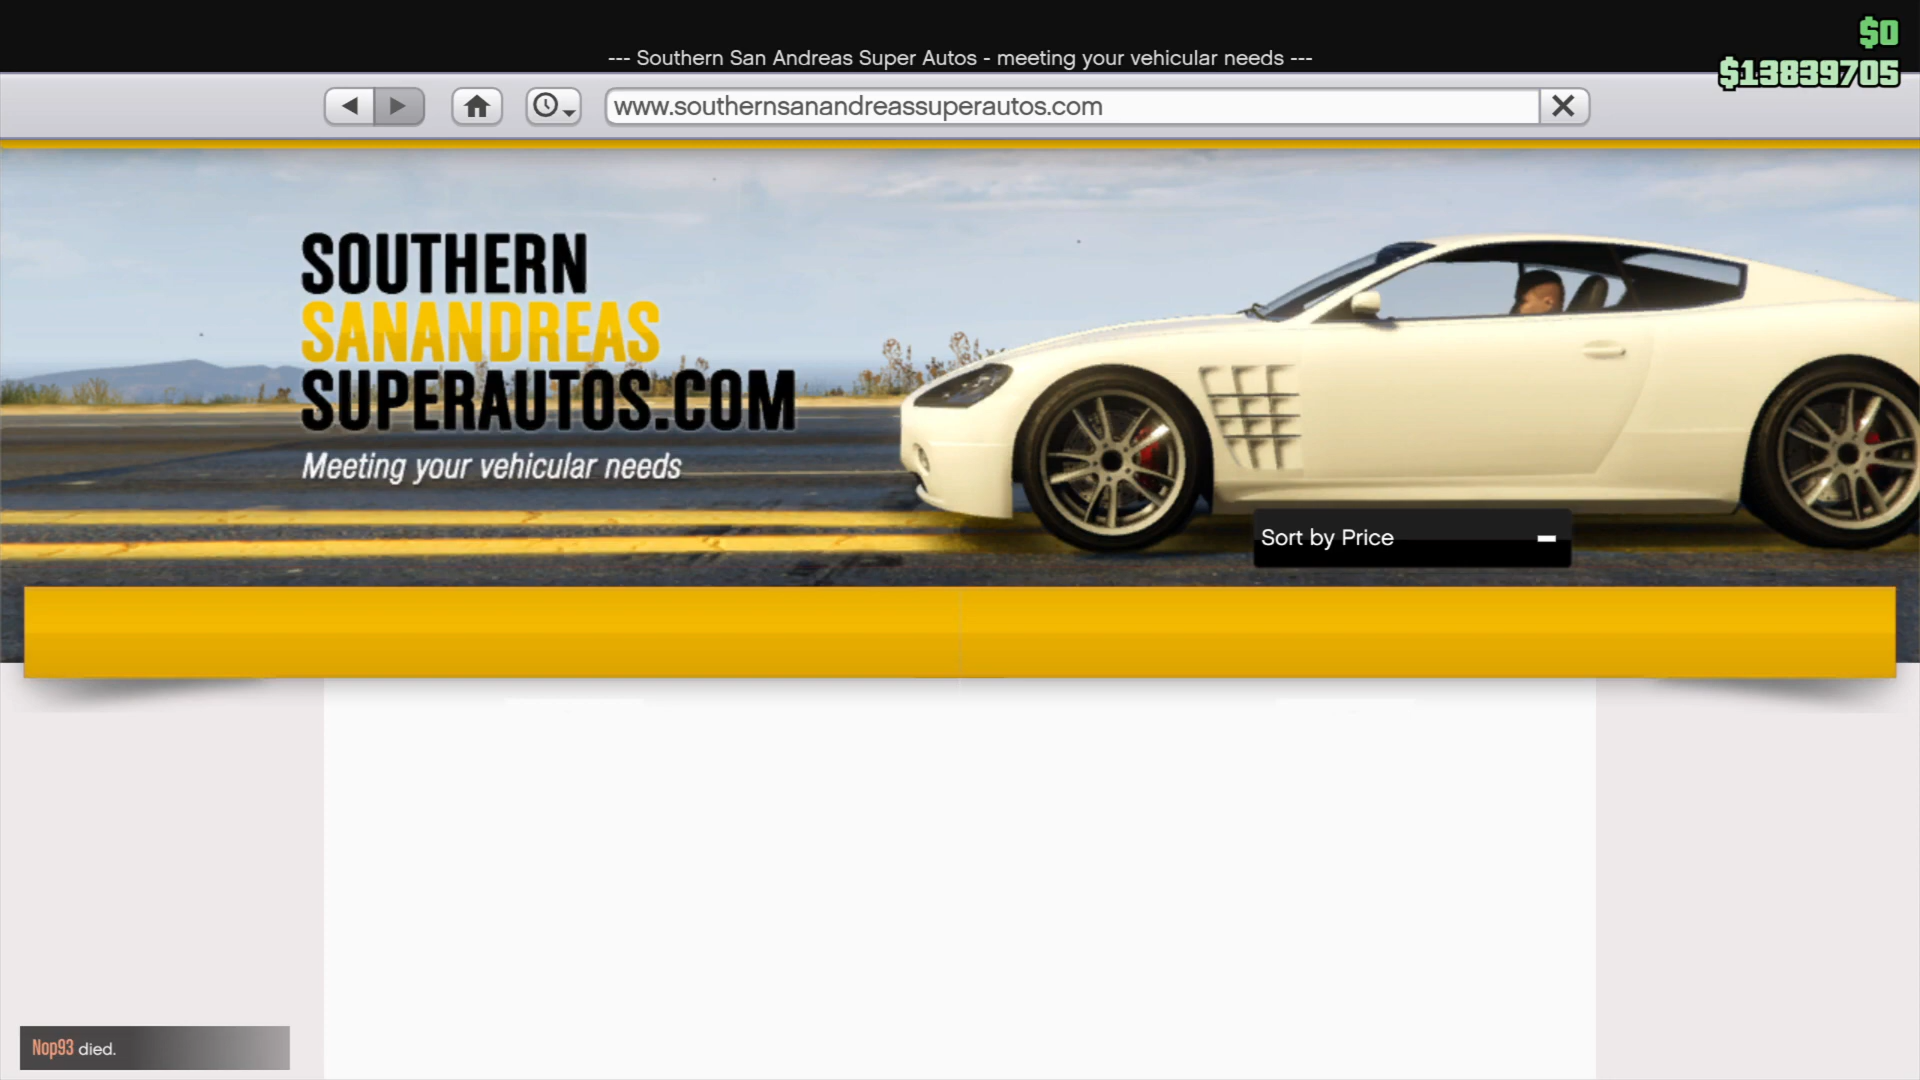 $0
--- Southern San Andreas Super Autos - meeting your vehicular needs ---
$13839705
www.southernsanandreassuperautos.com
SOUTHERN
SANANDREAS
SUPERAUTOS.COM
Meeting your vehicular needs
Sort by Price
Nop93 died.